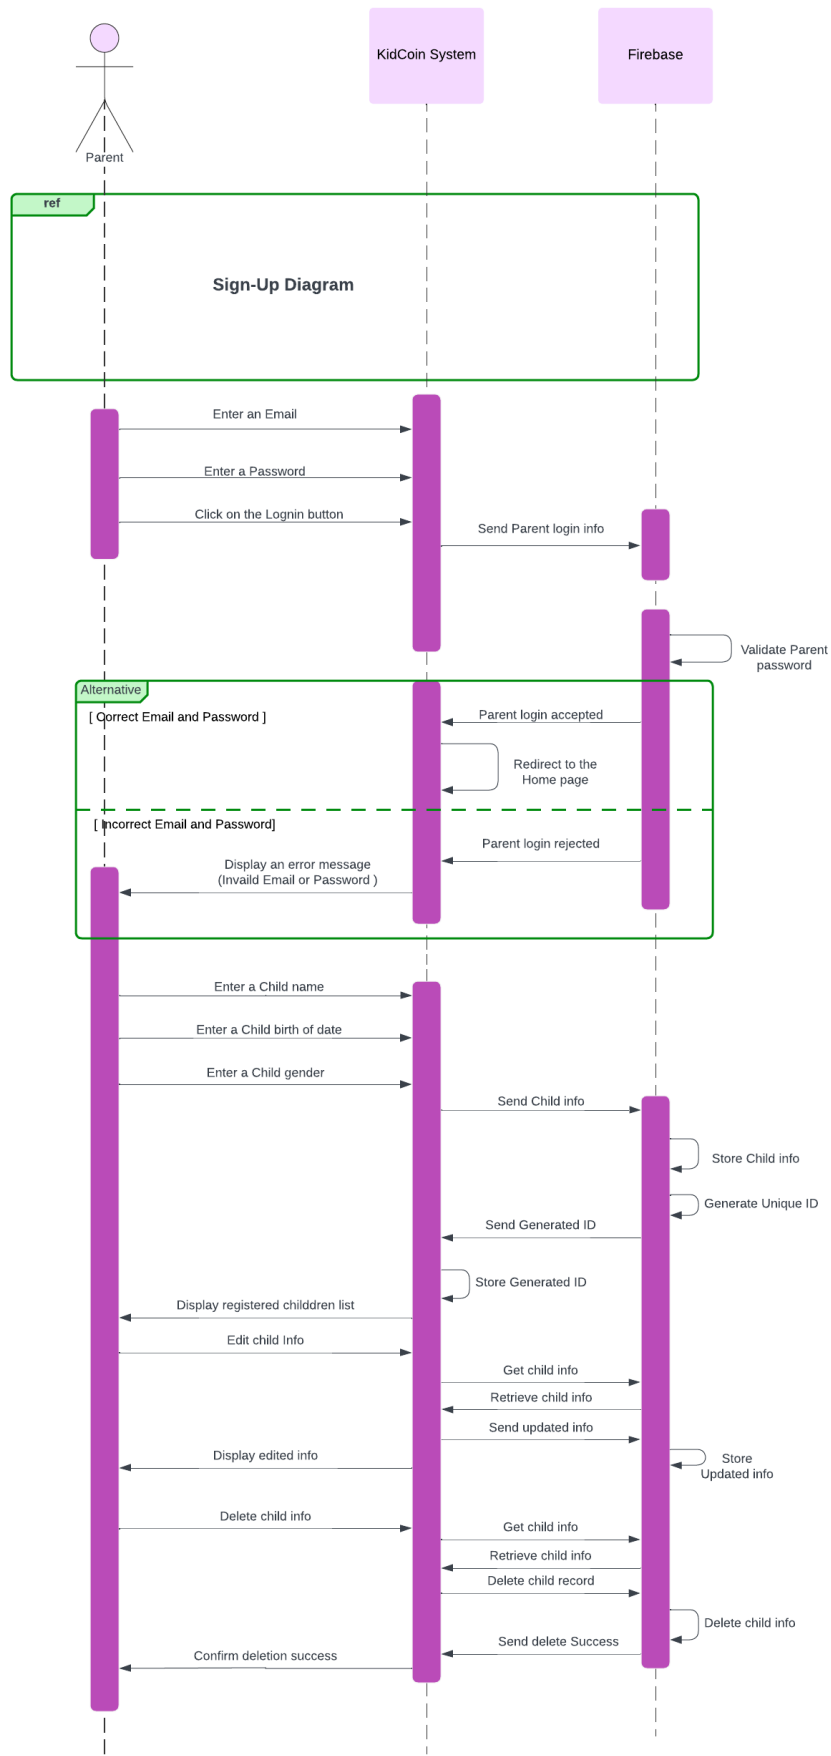 KidCoin System
Firebase
Parent
ref
Sign-Up Diagram
Enter an Email
Enter a Password
Click on the Lognin button
Send Parent login info
Validate Parent
password
Alternative
[ Correct Email and Password ]
Parent login accepted
Redirect to the
Home page
[ Incorrect Email and Password]
Parent login rejected
Display an error message
(Invaild Email or Password )
Enter a Child name
Enter a Child birth of date
Enter a Child gender
Send Child info
Store Child info
Generate Unique ID
Send Generated ID
Store Generated ID
Display registered childdren list
Edit child Info
Get child info
Retrieve child info
Send updated info
Display edited info
Store
Updated info
Delete child info
Get child info
Retrieve child info
Delete child record
Delete child info
Send delete Success
Confirm deletion success